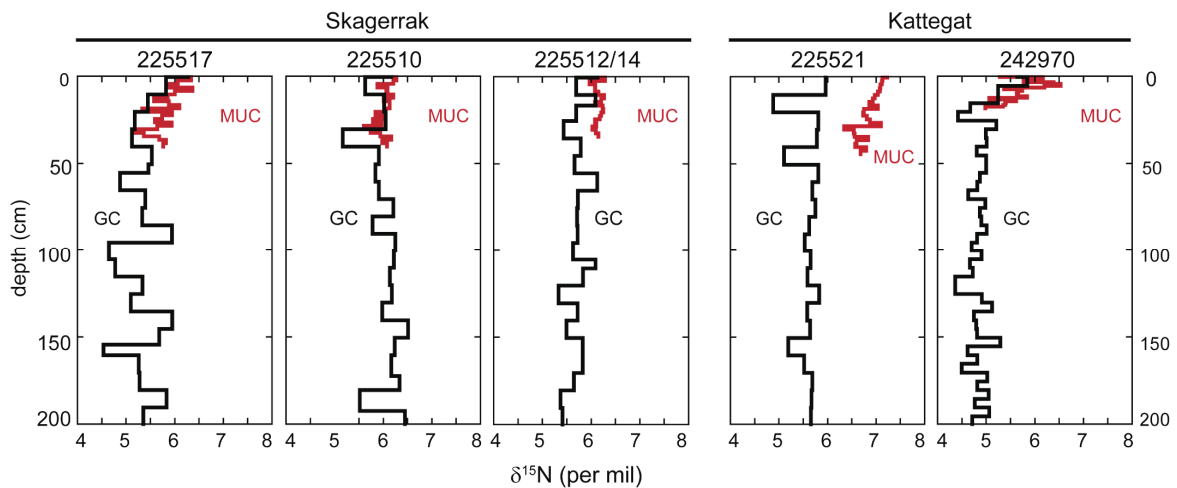 Skagerrak Kattegat
225517 225510 225512/14 225521 242970
0 0
MUC MUC MUC MUC MUC
50 50
GC GC GC GC GC
depth (cm)
100 100
150 150
200 200
4 5 6 7 8 4 5 6 7 8 4 5 6 7 8 4 5 6 7 8 4 5 6 7 8
δ¹⁵N (per mil)